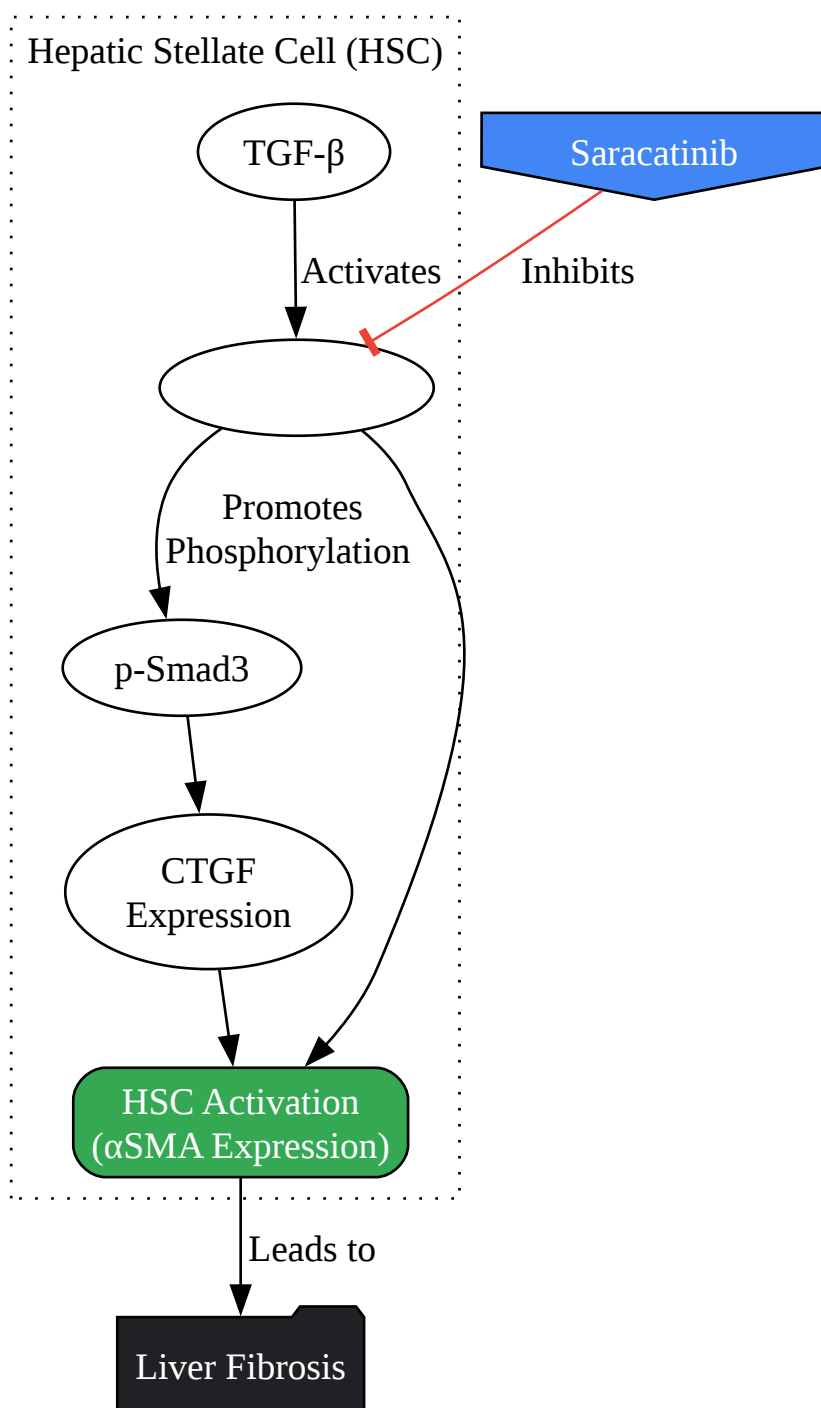 Hepatic Stellate Cell (HSC)
TGF-β
Saracatinib
Activates
Inhibits
Promotes
Phosphorylation
p-Smad3
CTGF
Expression
HSC Activation
(αSMA Expression)
Leads to
Liver Fibrosis